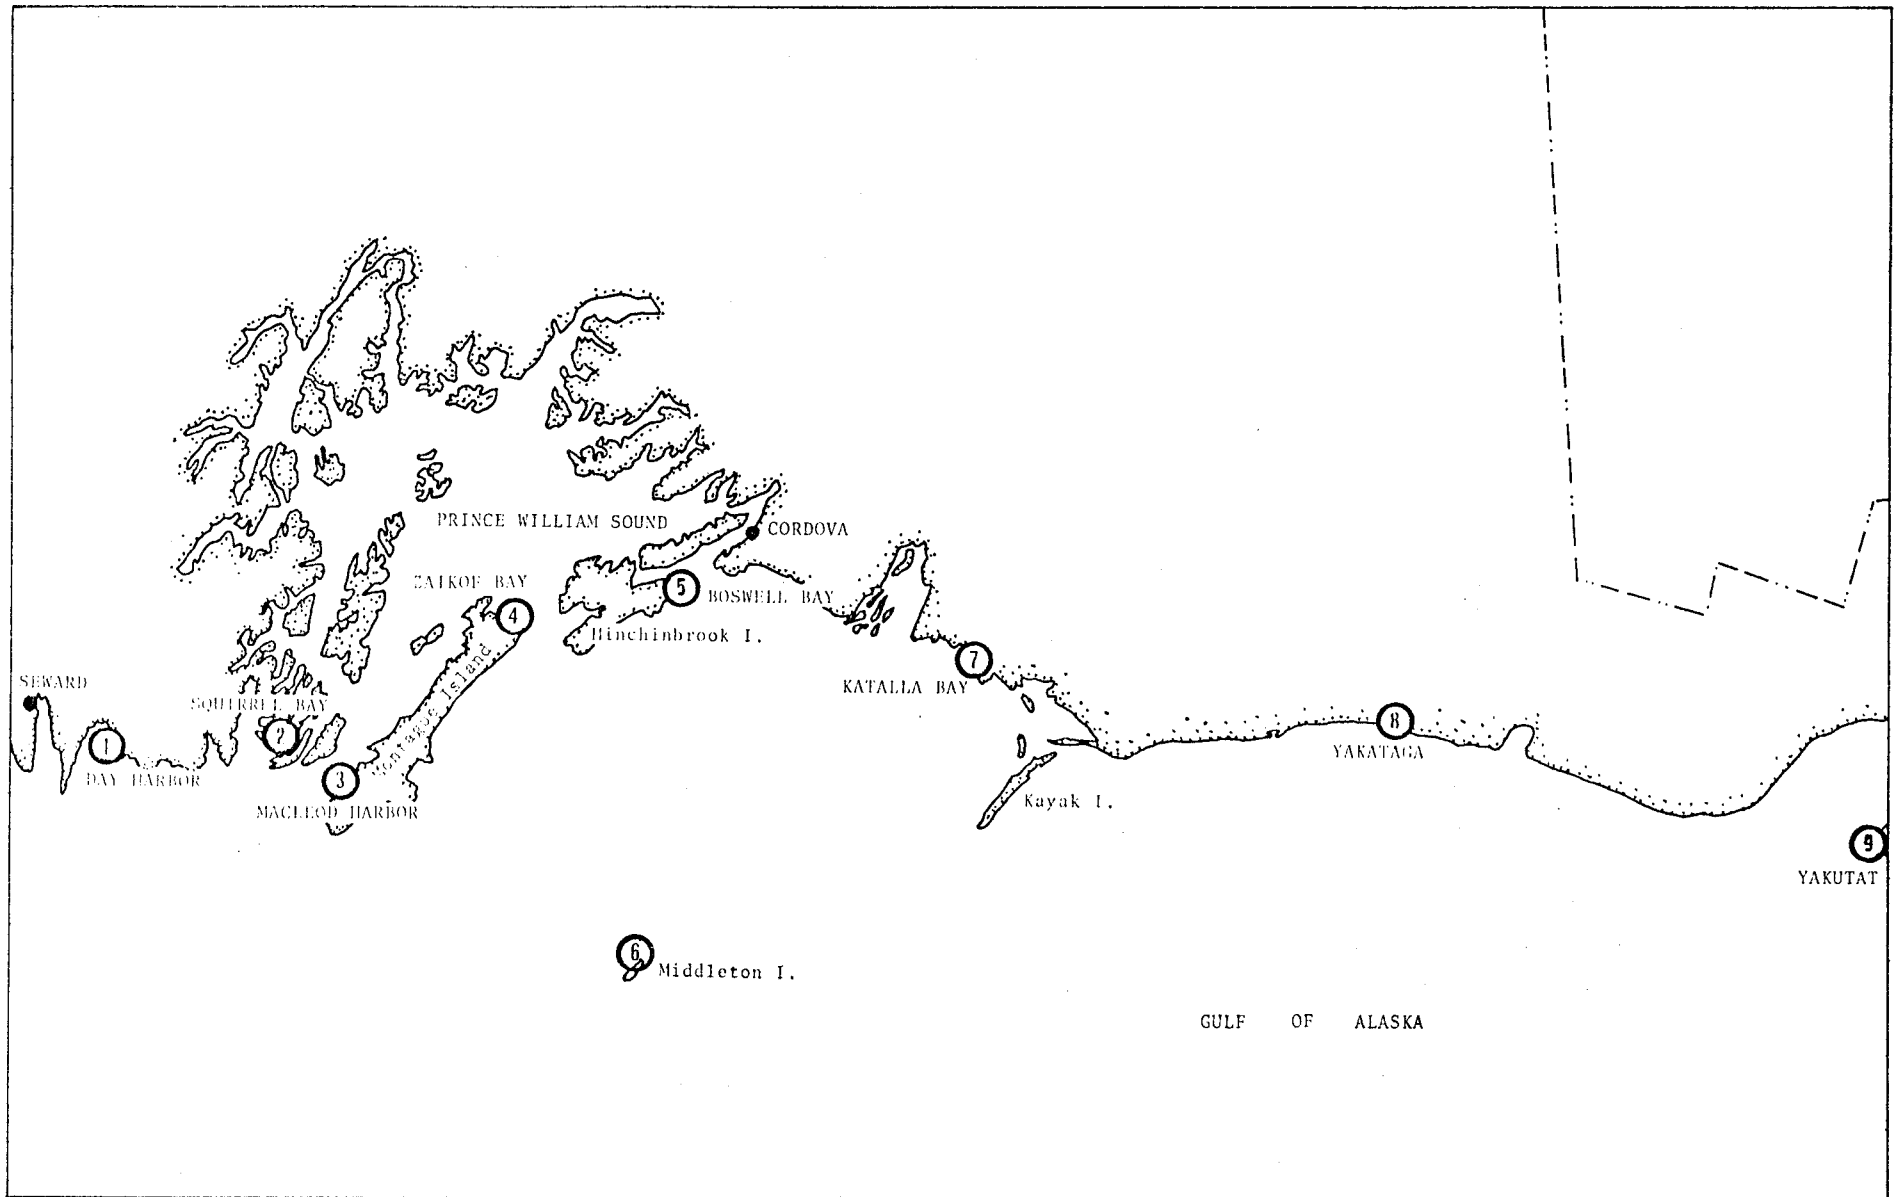 PRINCE WILLIAM SOUND
CORDOVA
ZAIKOF BAY
4
5
BOSWELL BAY
Hinchinbrook I.
SEWARD
SQUIRREL BAY
Montague Island
7
KATALLA BAY
1
2
3
DAY HARBOR
MACLEOD HARBOR
8
YAKATAGA
Kayak I.
9
YAKUTAT
6
Middleton I.
GULF OF ALASKA